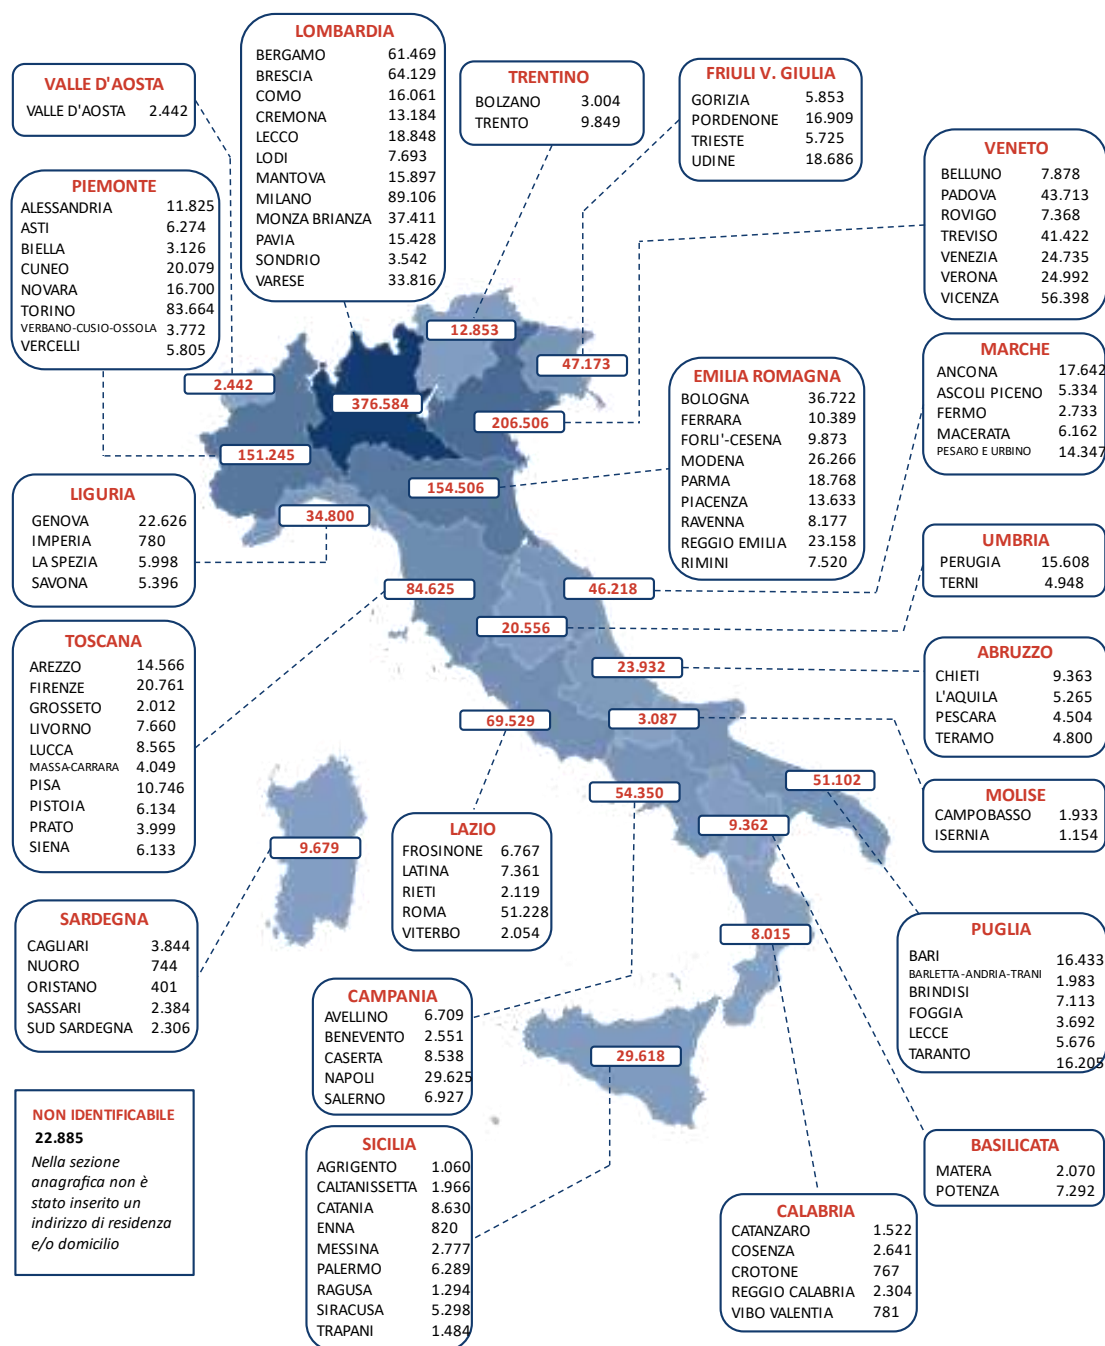 LOMBARDIA
BERGAMO 61.469
BRESCIA 64.129
COMO 16.061
CREMONA 13.184
LECCO 18.848
LODI 7.693
MANTOVA 15.897
MILANO 89.106
MONZA BRIANZA 37.411
PAVIA 15.428
SONDRIO 3.542
VARESE 33.816
VALLE D'AOSTA
VALLE D'AOSTA 2.442
TRENTINO
BOLZANO 3.004
TRENTO 9.849
FRIULI V. GIULIA
GORIZIA 5.853
PORDENONE 16.909
TRIESTE 5.725
UDINE 18.686
VENETO
BELLUNO 7.878
PADOVA 43.713
ROVIGO 7.368
TREVISO 41.422
VENEZIA 24.735
VERONA 24.992
VICENZA 56.398
PIEMONTE
ALESSANDRIA 11.825
ASTI 6.274
BIELLA 3.126
CUNEO 20.079
NOVARA 16.700
TORINO 83.664
VERBANO-CUSIO-OSSOLA 3.772
VERCELLI 5.805
12.853
47.173
2.442
376.584
206.506
151.245
154.506
34.800
84.625
46.218
20.556
23.932
69.529
3.087
54.350
51.102
9.362
9.679
8.015
29.618
MARCHE
ANCONA 17.642
ASCOLI PICENO 5.334
FERMO 2.733
MACERATA 6.162
PESARO E URBINO 14.347
EMILIA ROMAGNA
BOLOGNA 36.722
FERRARA 10.389
FORLI'-CESENA 9.873
MODENA 26.266
PARMA 18.768
PIACENZA 13.633
RAVENNA 8.177
REGGIO EMILIA 23.158
RIMINI 7.520
LIGURIA
GENOVA 22.626
IMPERIA 780
LA SPEZIA 5.998
SAVONA 5.396
UMBRIA
PERUGIA 15.608
TERNI 4.948
TOSCANA
AREZZO 14.566
FIRENZE 20.761
GROSSETO 2.012
LIVORNO 7.660
LUCCA 8.565
MASSA-CARRARA 4.049
PISA 10.746
PISTOIA 6.134
PRATO 3.999
SIENA 6.133
ABRUZZO
CHIETI 9.363
L'AQUILA 5.265
PESCARA 4.504
TERAMO 4.800
MOLISE
CAMPOBASSO 1.933
ISERNIA 1.154
LAZIO
FROSINONE 6.767
LATINA 7.361
RIETI 2.119
ROMA 51.228
VITERBO 2.054
SARDEGNA
CAGLIARI 3.844
NUORO 744
ORISTANO 401
SASSARI 2.384
SUD SARDEGNA 2.306
PUGLIA
BARI 16.433
BARLETTA-ANDRIA-TRANI 1.983
BRINDISI 7.113
FOGGIA 3.692
LECCE 5.676
TARANTO 16.205
CAMPANIA
AVELLINO 6.709
BENEVENTO 2.551
CASERTA 8.538
NAPOLI 29.625
SALERNO 6.927
NON IDENTIFICABILE
22.885
Nella sezione
anagrafica non è
stato inserito un
indirizzo di residenza
e/o domicilio
SICILIA
AGRIGENTO 1.060
CALTANISSETTA 1.966
CATANIA 8.630
ENNA 820
MESSINA 2.777
PALERMO 6.289
RAGUSA 1.294
SIRACUSA 5.298
TRAPANI 1.484
BASILICATA
MATERA 2.070
POTENZA 7.292
CALABRIA
CATANZARO 1.522
COSENZA 2.641
CROTONE 767
REGGIO CALABRIA 2.304
VIBO VALENTIA 781